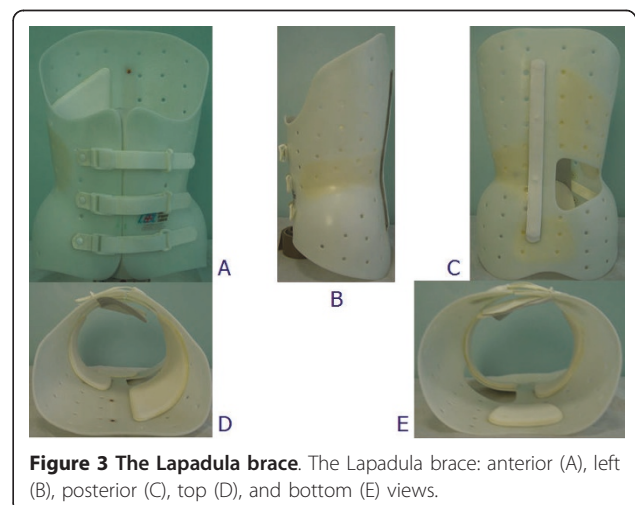 A
B
C
D
E
Figure 3 The Lapadula brace. The Lapadula brace: anterior (A), left
(B), posterior (C), top (D), and bottom (E) views.